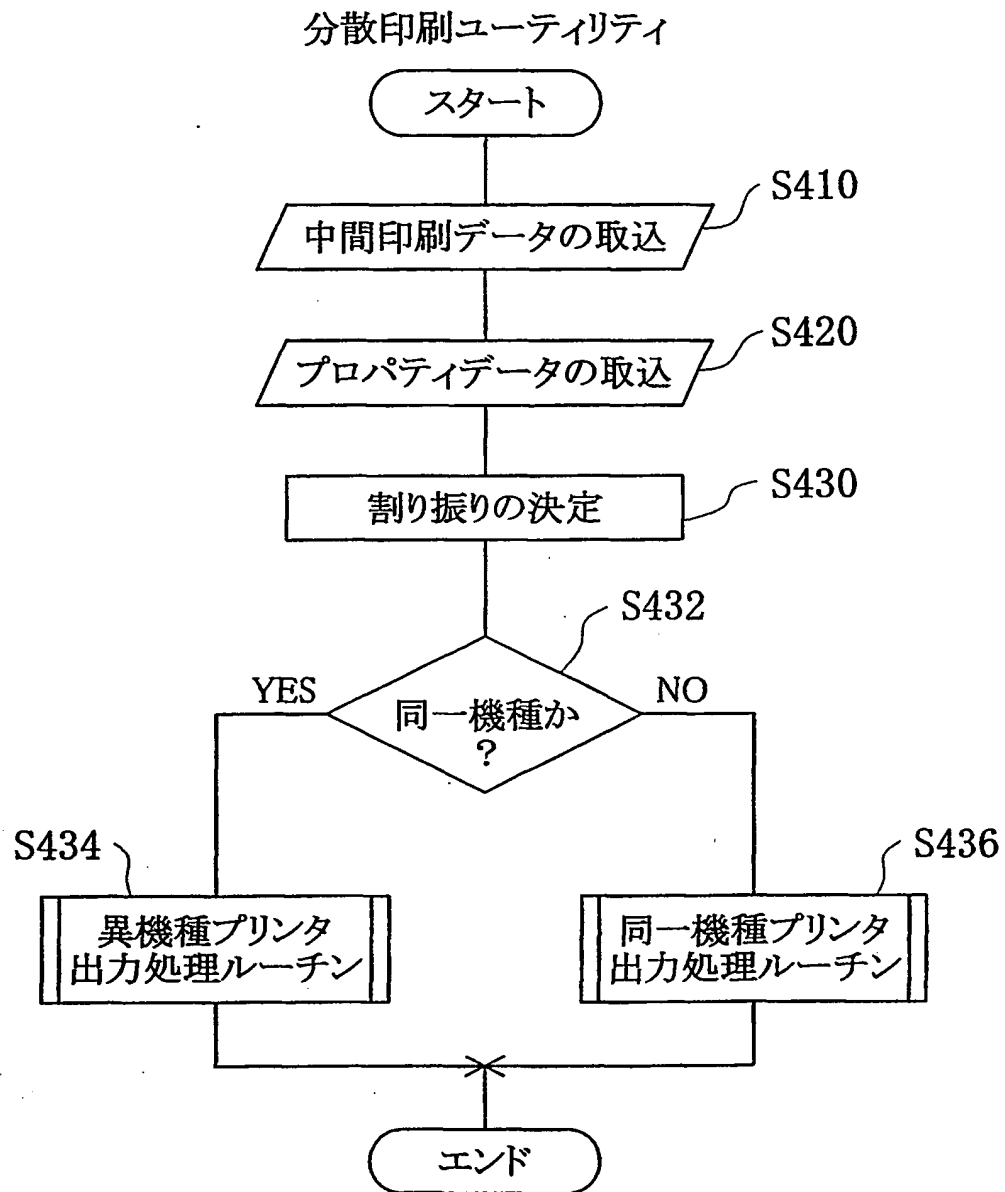 分散印刷ユーティリティ
スタート
S410
中間印刷データの取込
S420
プロパティデータの取込
S430
割り振りの決定
S432
YES
同一機種か
?
NO
S434
異機種プリンタ
出力処理ルーチン
S436
同一機種プリンタ
出力処理ルーチン
エンド